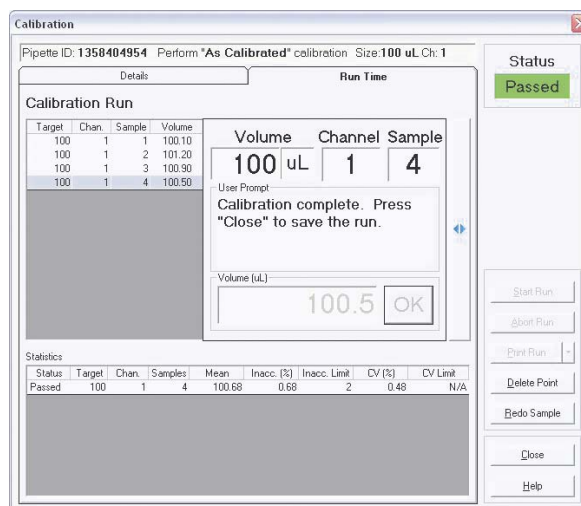 Calibration
Pipette ID: 1358404954 Perform "As Calibrated" calibration Size:100 uL Ch: 1
Details
Run Time
Calibration Run
Target Chan. Sample Volume
100 1 1 100.10
100 1 2 101.20
100 1 3 100.90
100 1 4 100.50
Volume Channel Sample
100 uL 1 4
User Prompt
Calibration complete. Press
"Close" to save the run.
Volume (uL)
100.5 OK
Statistics
Status Target Chan. Samples Mean Inacc. (%) Inacc. Limit CV (%) CV Limit
Passed 100 1 4 100.68 0.68 2 0.48 N/A
Status
Passed
Start Run
Abort Run
Print Run
Delete Point
Redo Sample
Close
Help